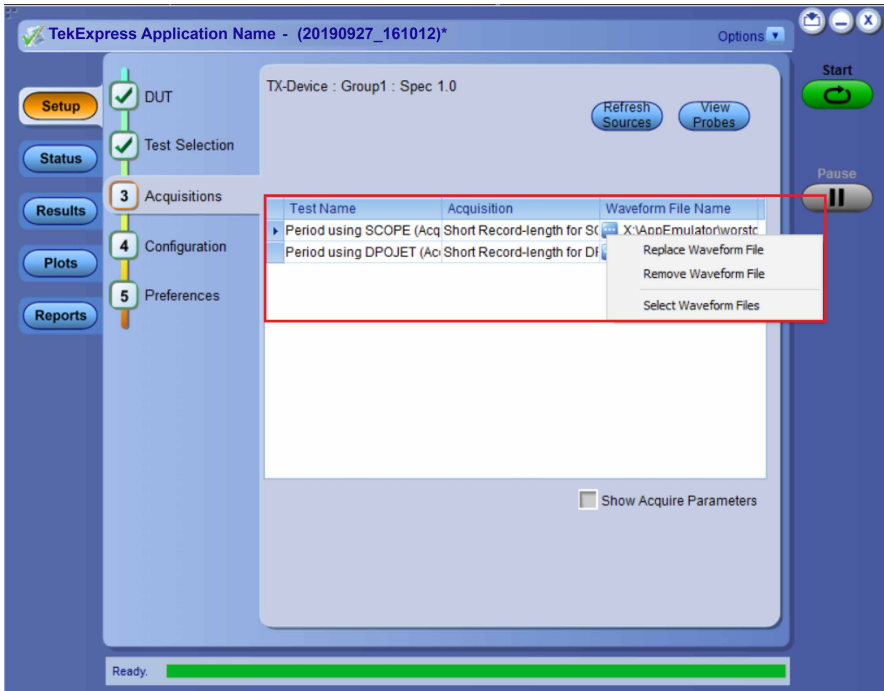 TekExpress Application Name - (20190927_161012)*
Options
Start
Pause
Setup
Status
Results
Plots
Reports
DUT
Test Selection
3 Acquisitions
4 Configuration
5 Preferences
TX-Device : Group1 : Spec 1.0
Refresh
Sources
View
Probes
Test Name Acquisition Waveform File Name
Period using SCOPE (Acq Short Record-length for X:\AppEmulator\worstc
Period using DPOJET (Ac Short Record-length for
Replace Waveform File
Remove Waveform File
Select Waveform Files
Show Acquire Parameters
Ready.